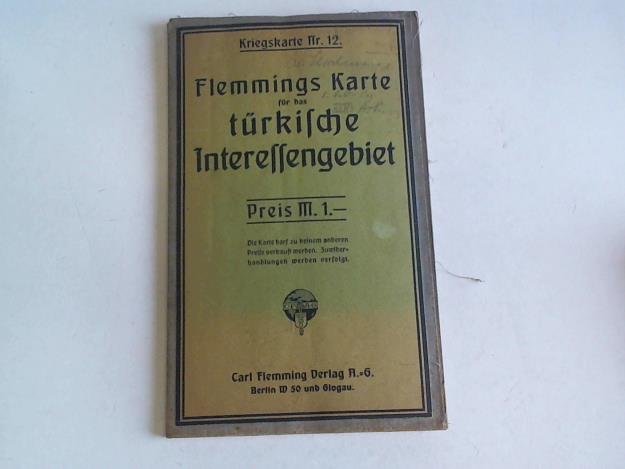 Kriegskarte Nr. 12.
Flemmings Karte
für das
türkiſche
Intereſſengebiet
Preis M. 1.—
Die Karte darf zu keinem anderen
Preiſe verkauft werden. Zuwider-
handlungen werden verfolgt.
Carl Flemming Verlag A.-G.
Berlin W 50 und Glogau.